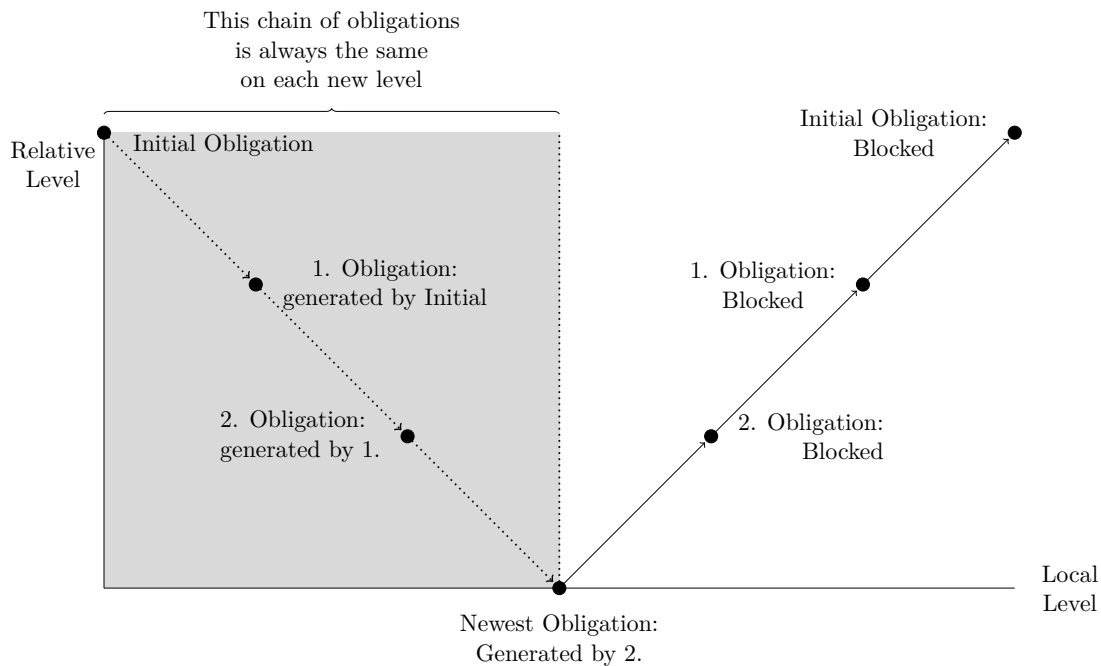 This chain of obligations
is always the same
on each new level
Relative
Level
Initial Obligation
Initial Obligation:
Blocked
1. Obligation:
generated by Initial
1. Obligation:
Blocked
2. Obligation:
generated by 1.
2. Obligation:
Blocked
Local
Level
Newest Obligation:
Generated by 2.